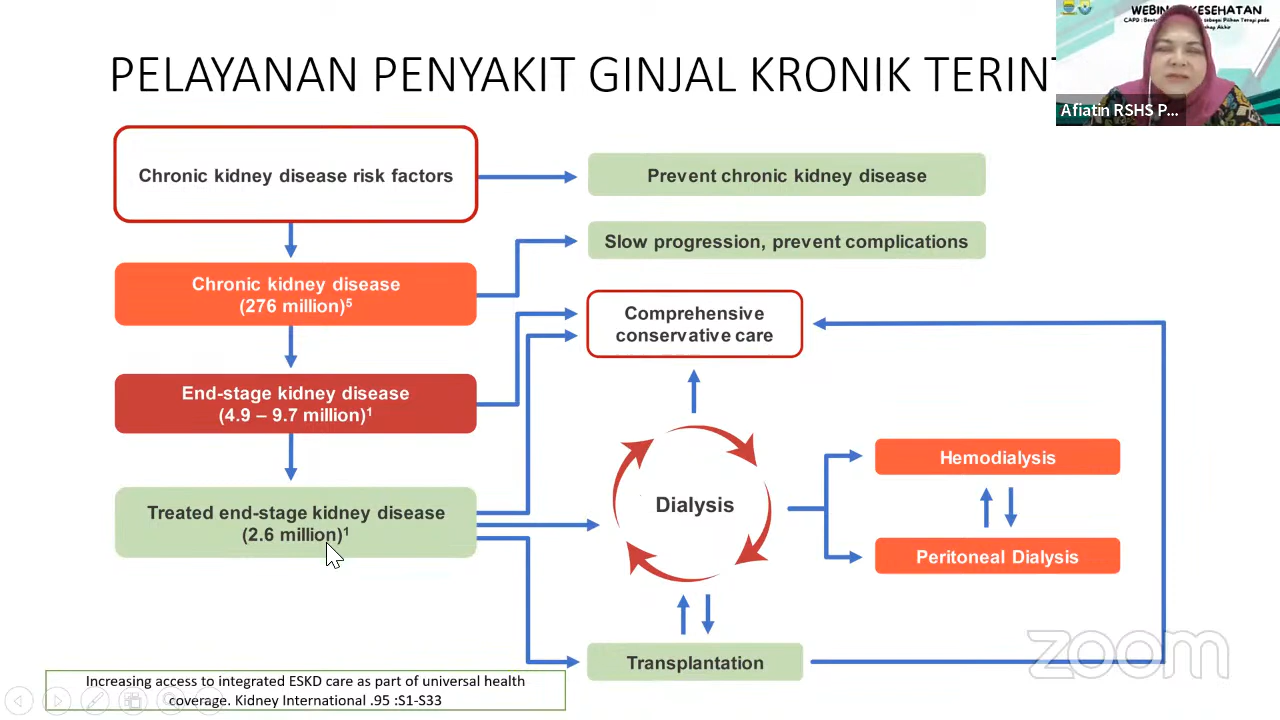 PELAYANAN PENYAKIT GINJAL KRONIK TERINT
WEBIN KESEHATAN
Afiatin RSHS P...
Chronic kidney disease risk factors
Prevent chronic kidney disease
Slow progression, prevent complications
Chronic kidney disease
(276 million)⁵
Comprehensive
conservative care
End-stage kidney disease
(4.9 – 9.7 million)¹
Hemodialysis
Treated end-stage kidney disease
(2.6 million)¹
Dialysis
Peritoneal Dialysis
Transplantation
zoom
Increasing access to integrated ESKD care as part of universal health
coverage. Kidney International .95 :S1-S33